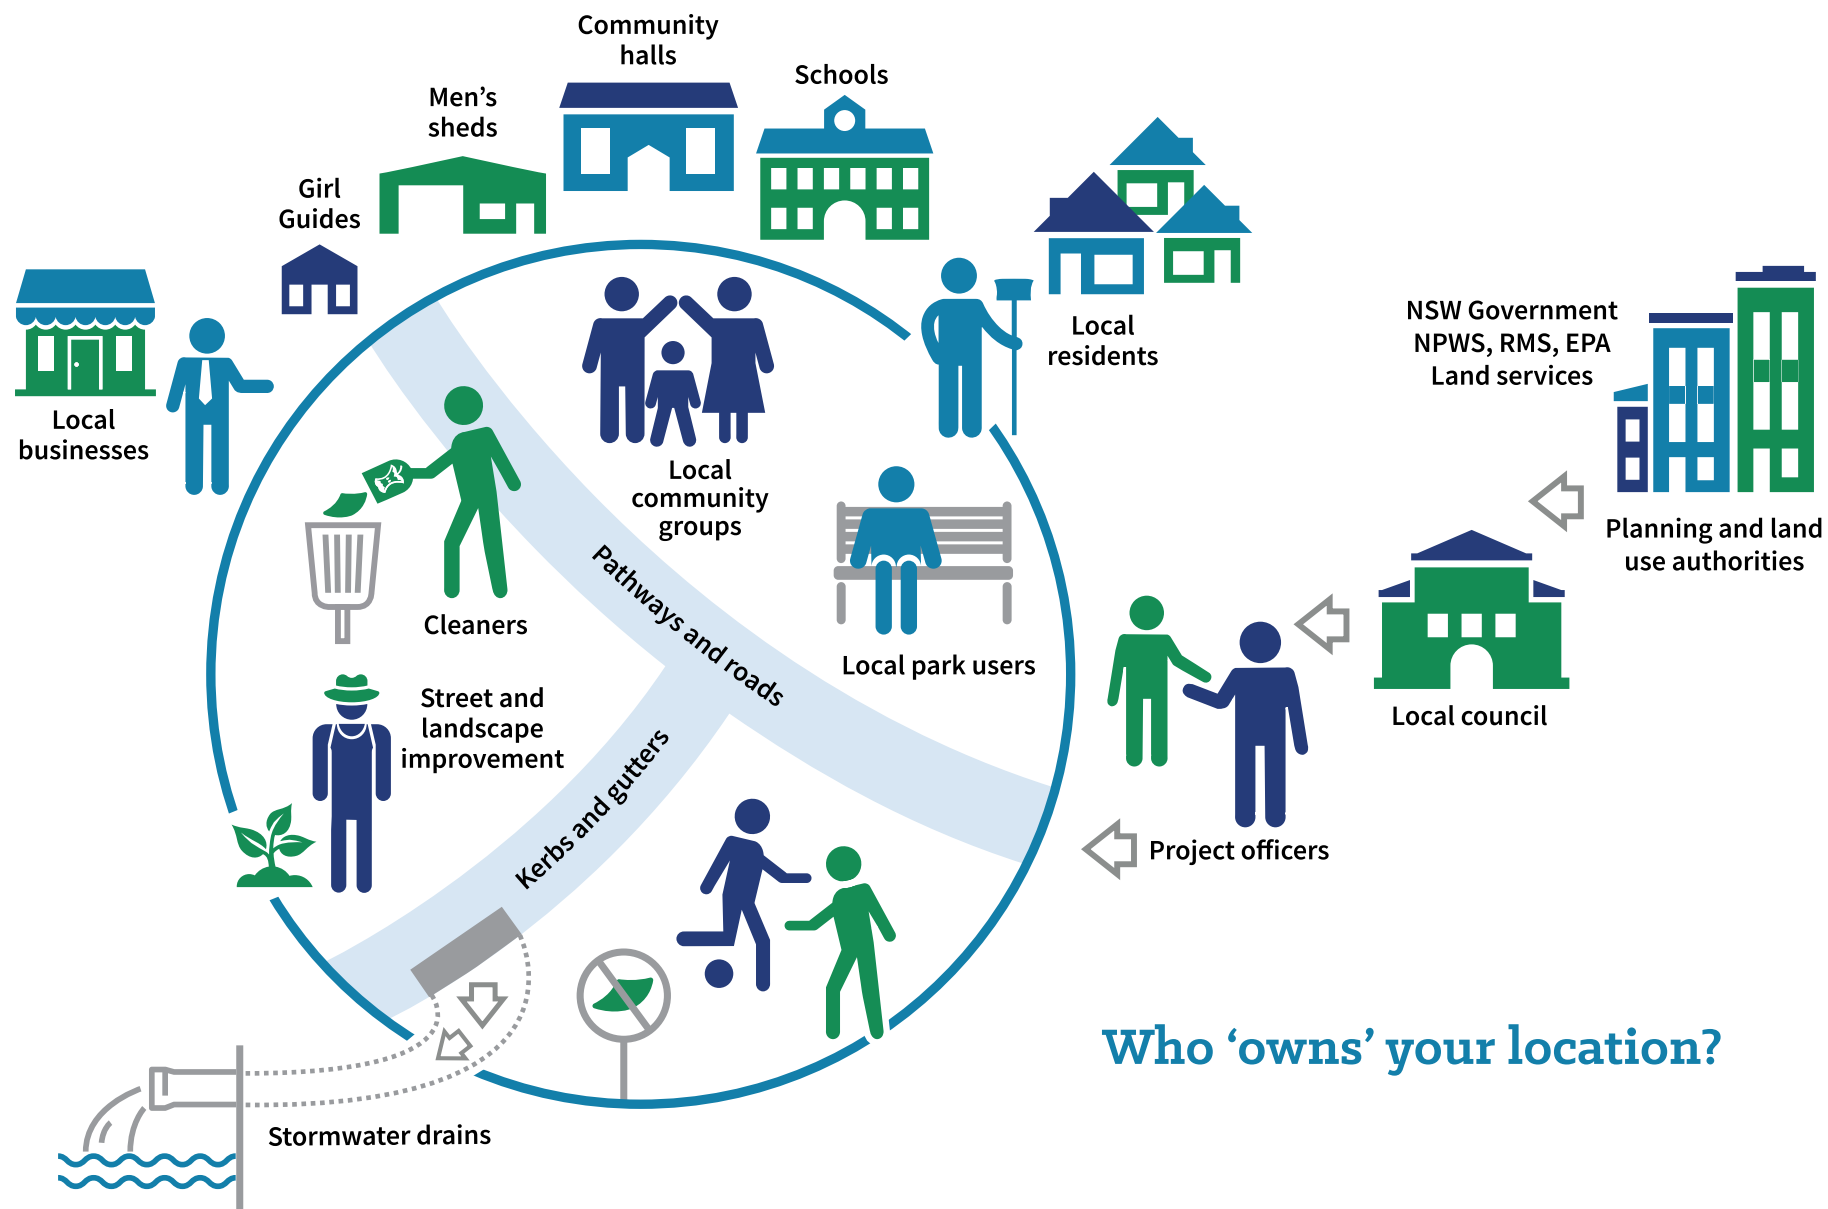 Community
halls
Schools
Men’s
sheds
Girl
Guides
Local
businesses
Local
residents
NSW Government
NPWS, RMS, EPA
Land services
Planning and land
use authorities
Local
community
groups
Cleaners
Pathways and roads
Local park users
Street and
landscape
improvement
Kerbs and gutters
Local council
Project officers
Who ‘owns’ your location?
Stormwater drains